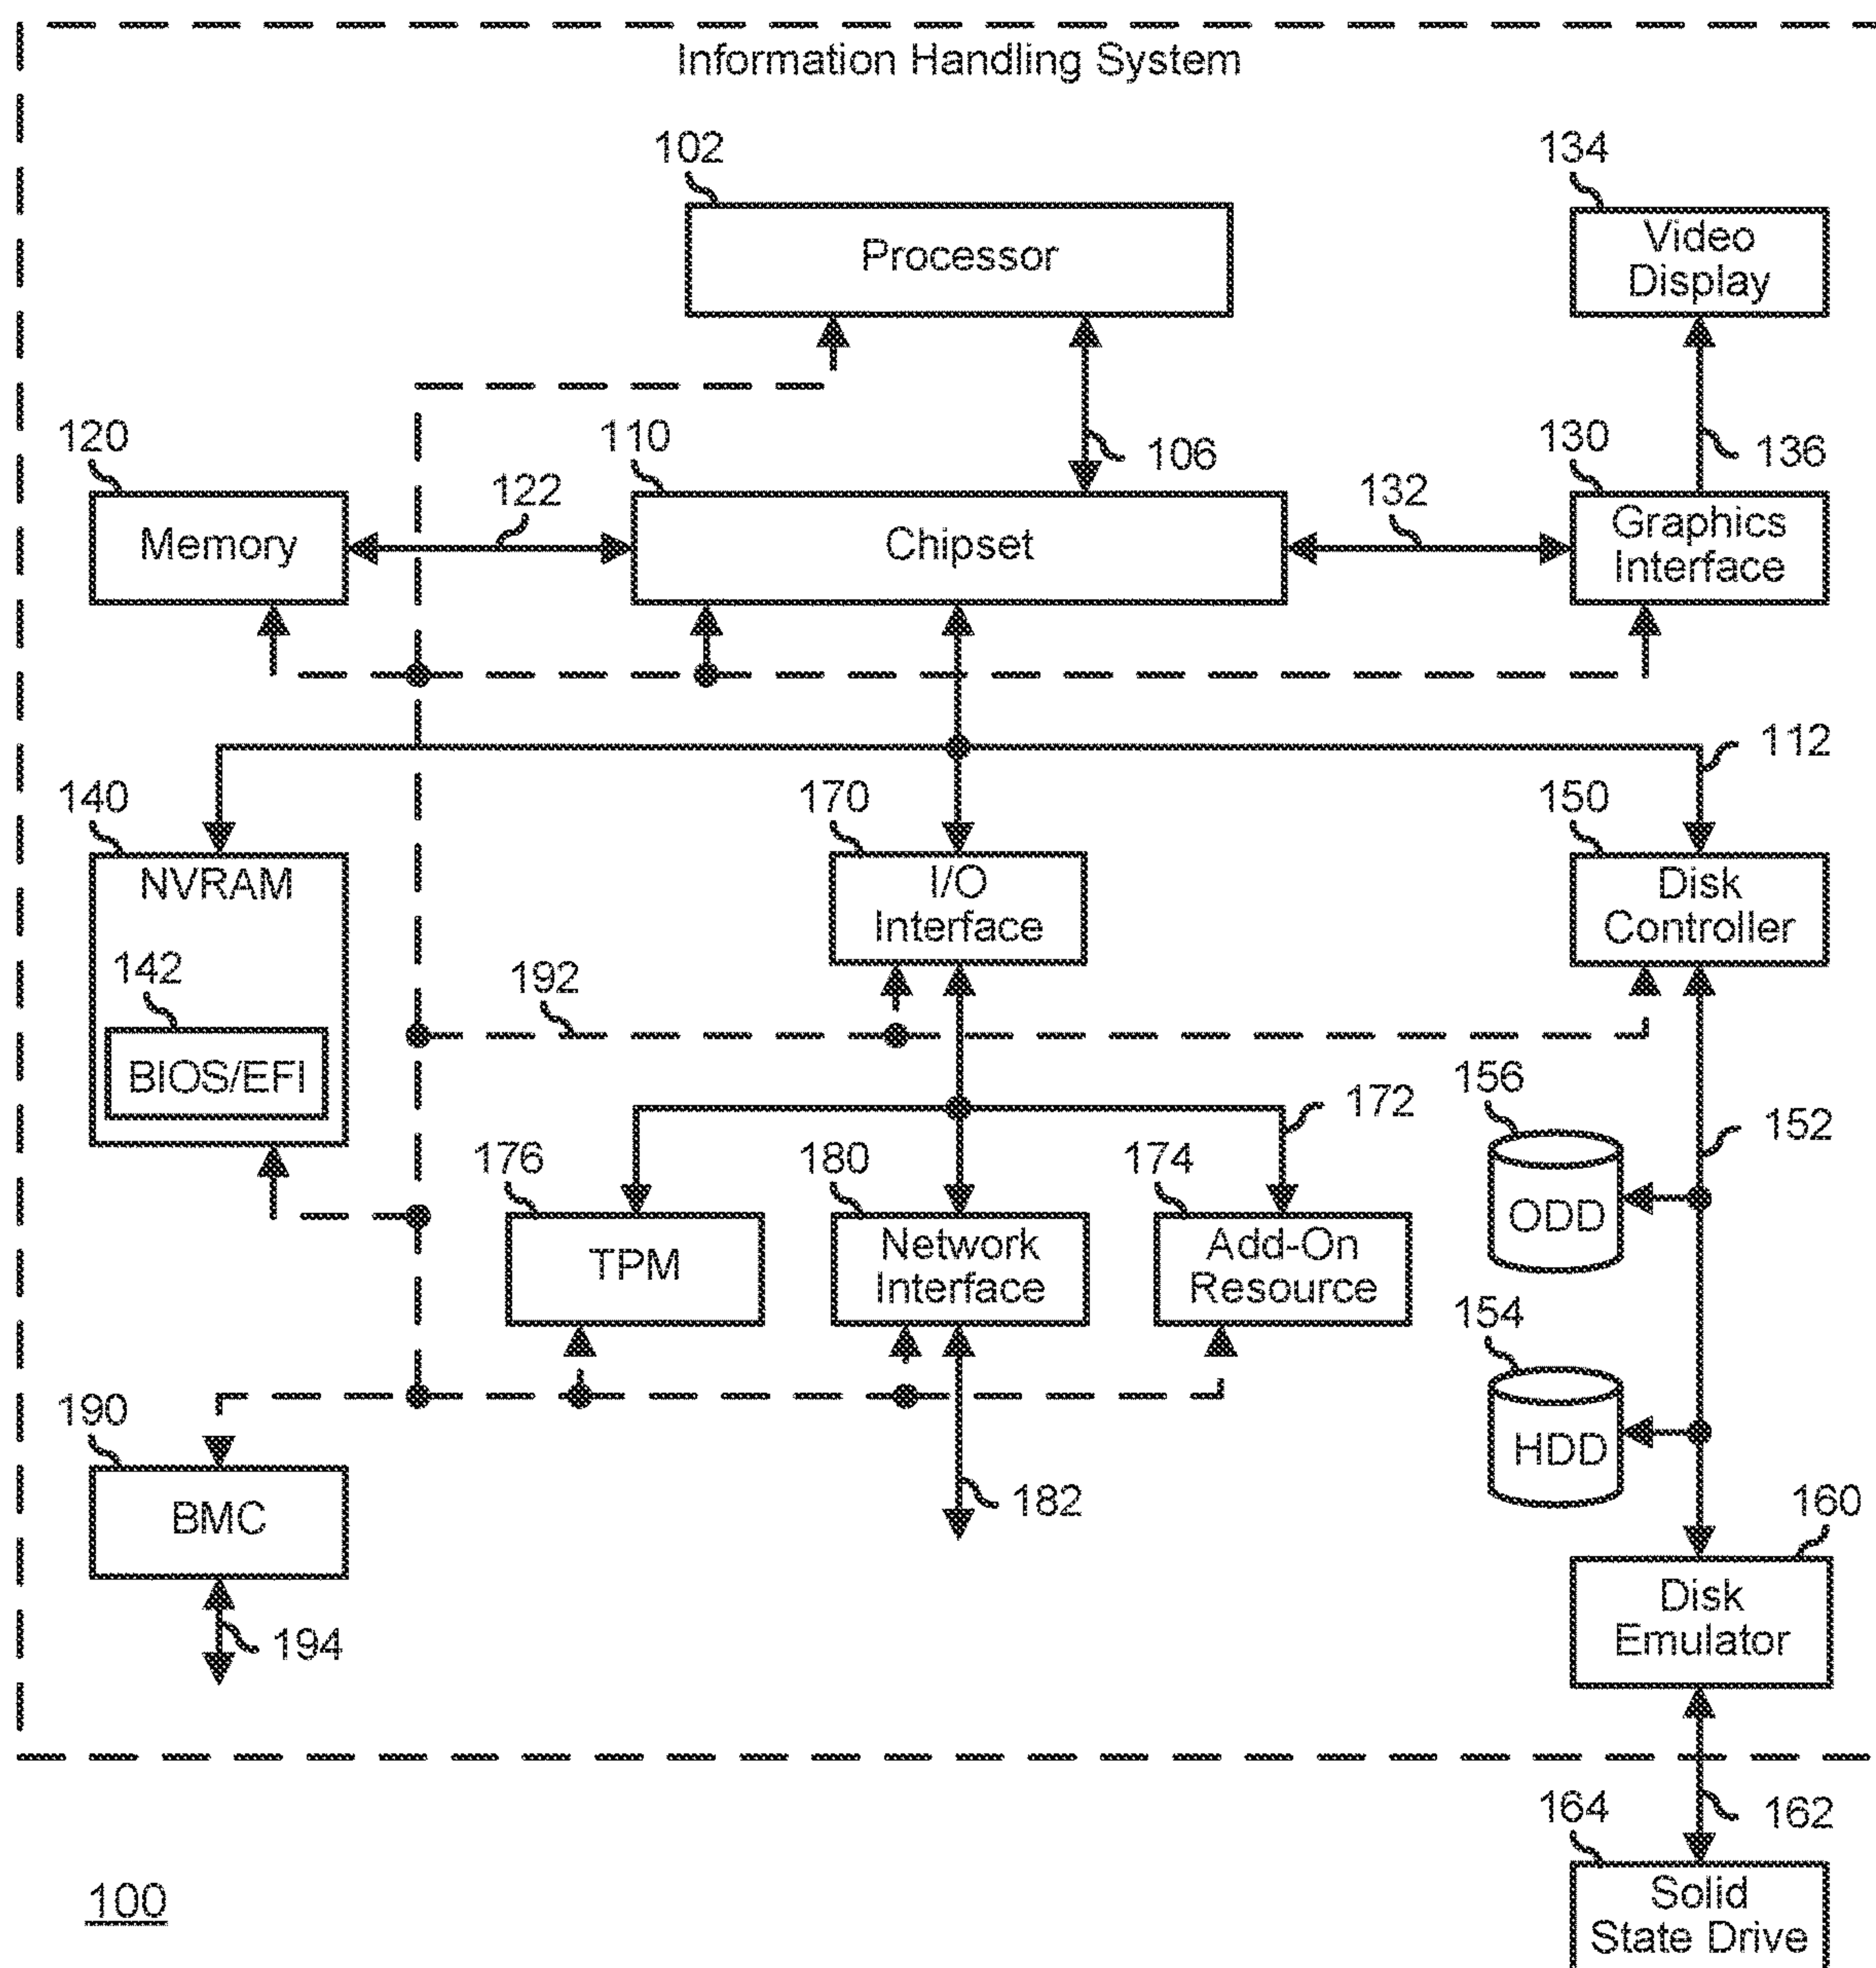 Information Handling System
102
134
Processor
Video
Display
120
110
106
130
136
122
132
Memory
Chipset
Graphics
Interface
112
140
170
150
NVRAM
I/O
Interface
Disk
Controller
142
192
BIOS/EFI
156
172
152
176
180
174
ODD
TPM
Network
Interface
Add-On
Resource
154
190
HDD
182
160
BMC
Disk
Emulator
194
164
162
100
Solid
State Drive